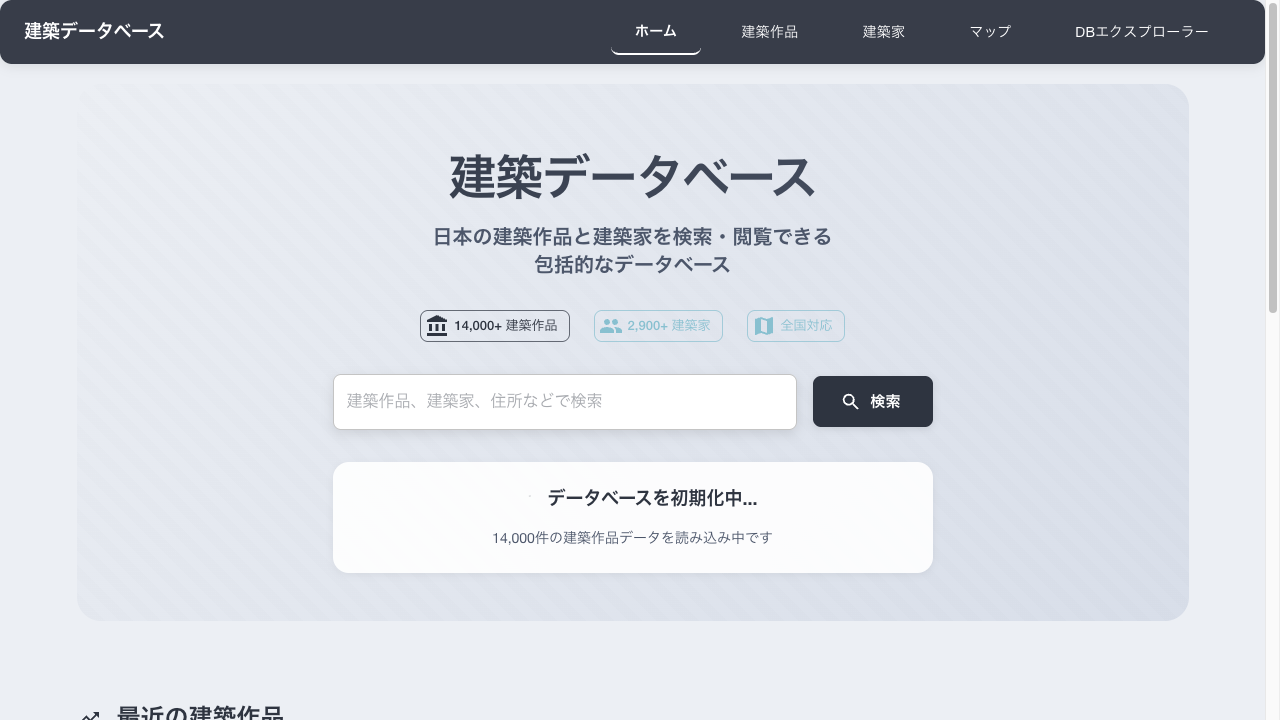 建築データベース
ホーム
建築作品
建築家
マップ
DBエクスプローラー
建築データベース
日本の建築作品と建築家を検索・閲覧できる
包括的なデータベース
14,000+ 建築作品
2,900+ 建築家
全国対応
建築作品、建築家、住所などで検索
検索
データベースを初期化中...
14,000件の建築作品データを読み込み中です
最近の建築作品